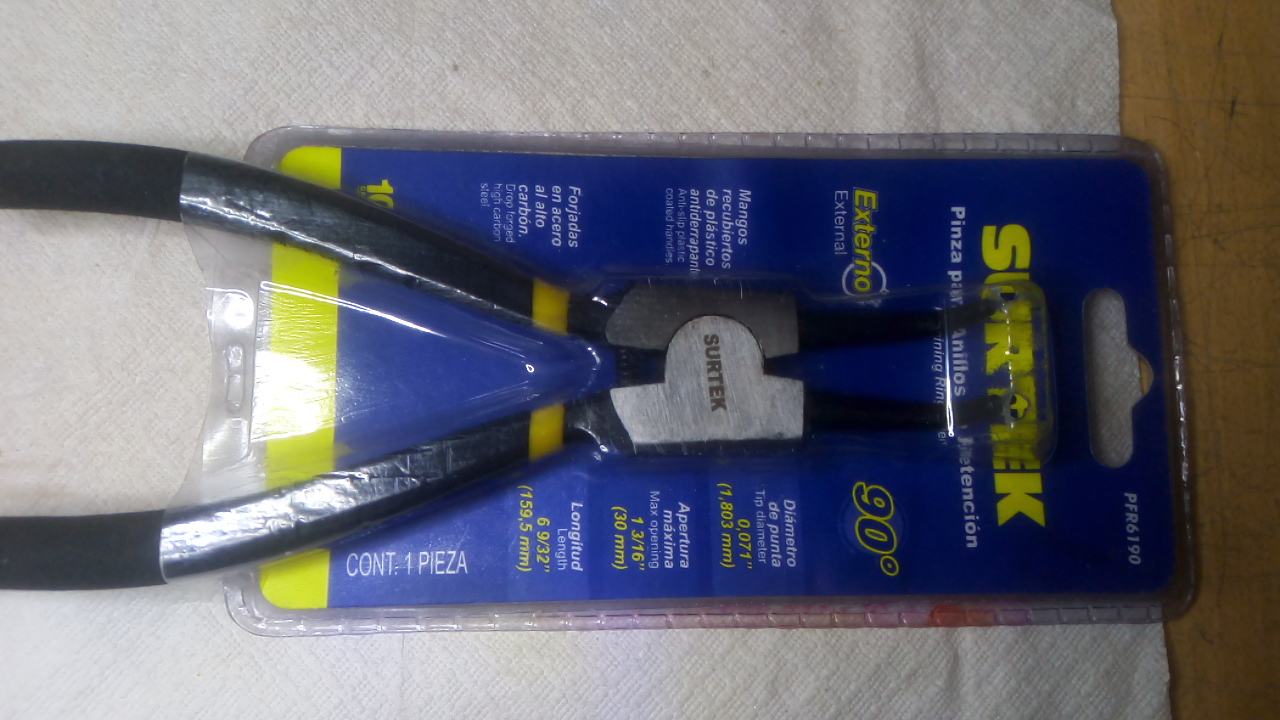 PFR6190
SURTEK
Pinza para Anillos Retención
Externo
External
90°
Mangos
recubiertos
de plástico
antiderrapant
Anti-slip plastic
coated handles
Diámetro
de punta
Tip diameter
0,071"
(1,803 mm)
SURTEK
Apertura
máxima
Max opening
1 3/16"
(30 mm)
Forjadas
en acero
al alto
carbón.
Drop forged
high carbon
steel
Longitud
Length
6 9/32"
(159,5 mm)
CONT: 1 PIEZA